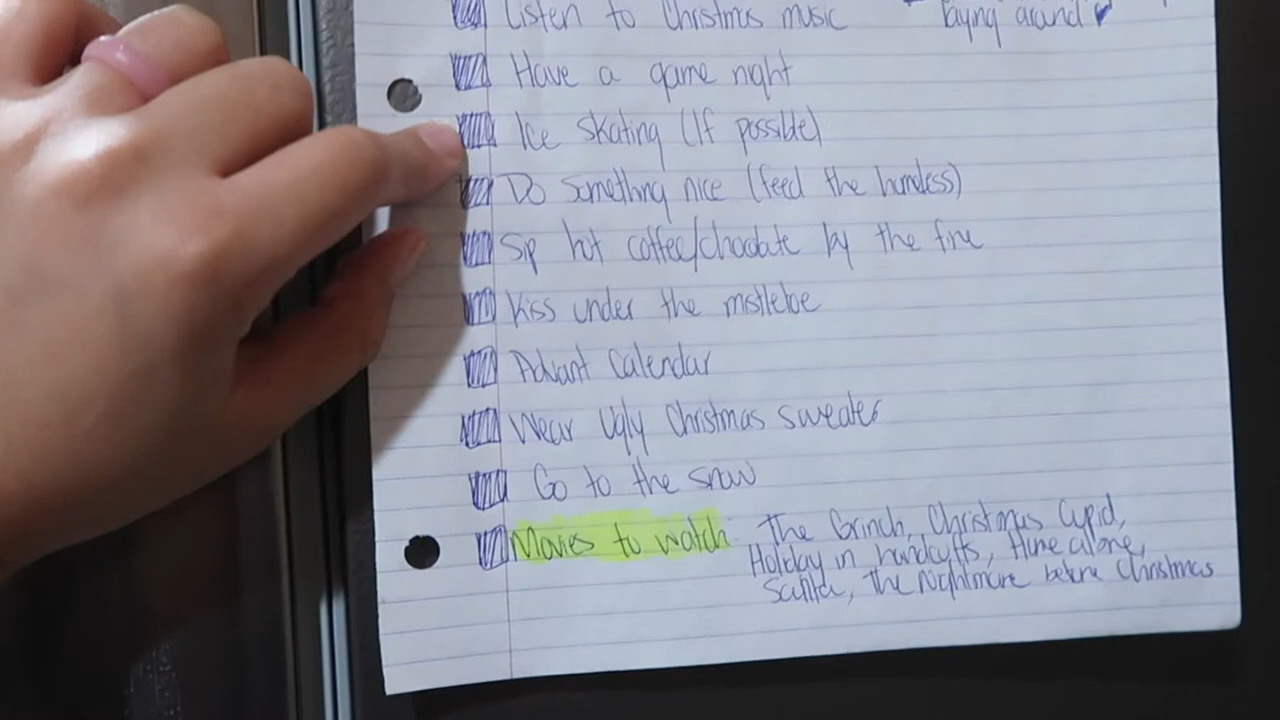 Listen to Christmas music
laying around
Have a game night
Ice skating (If possible)
Do something nice (feed the homeless)
Sip hot coffee/chocolate by the fire
Kiss under the mistletoe
Advant Calendar
Wear Ugly Christmas sweater
Go to the snow
Movies to watch: The Grinch, Christmas Cupid,
Holiday in handcuffs, Home alone,
Santa, The Nightmare before Christmas